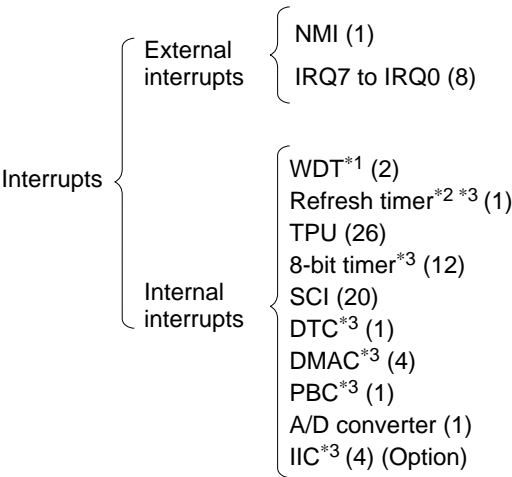 Interrupts
External
interrupts
NMI (1)
IRQ7 to IRQ0 (8)
Internal
interrupts
WDT*1 (2)
Refresh timer*2 *3 (1)
TPU (26)
8-bit timer*3 (12)
SCI (20)
DTC*3 (1)
DMAC*3 (4)
PBC*3 (1)
A/D converter (1)
IIC*3 (4) (Option)